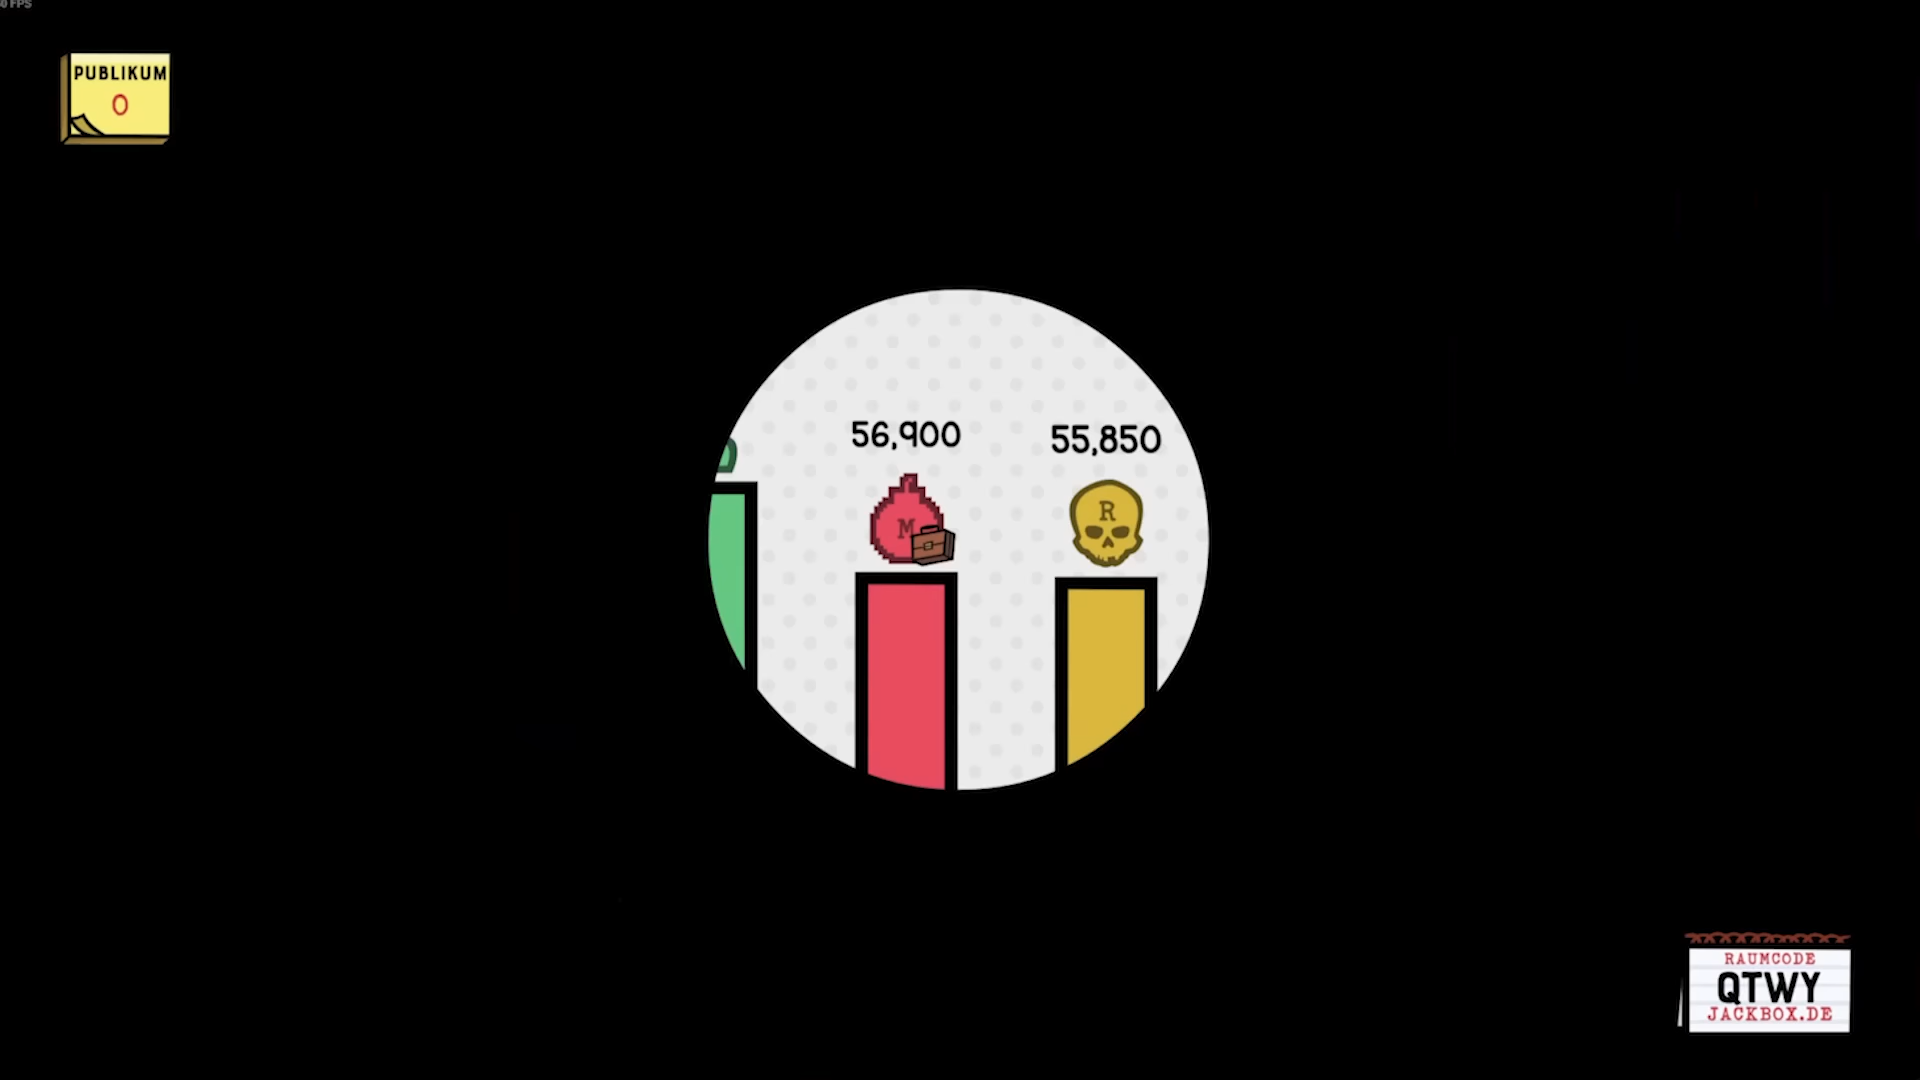 PUBLIKUM
0
56,900
55,850
M
R
RAUMCODE
QTWY
JACKBOX.DE